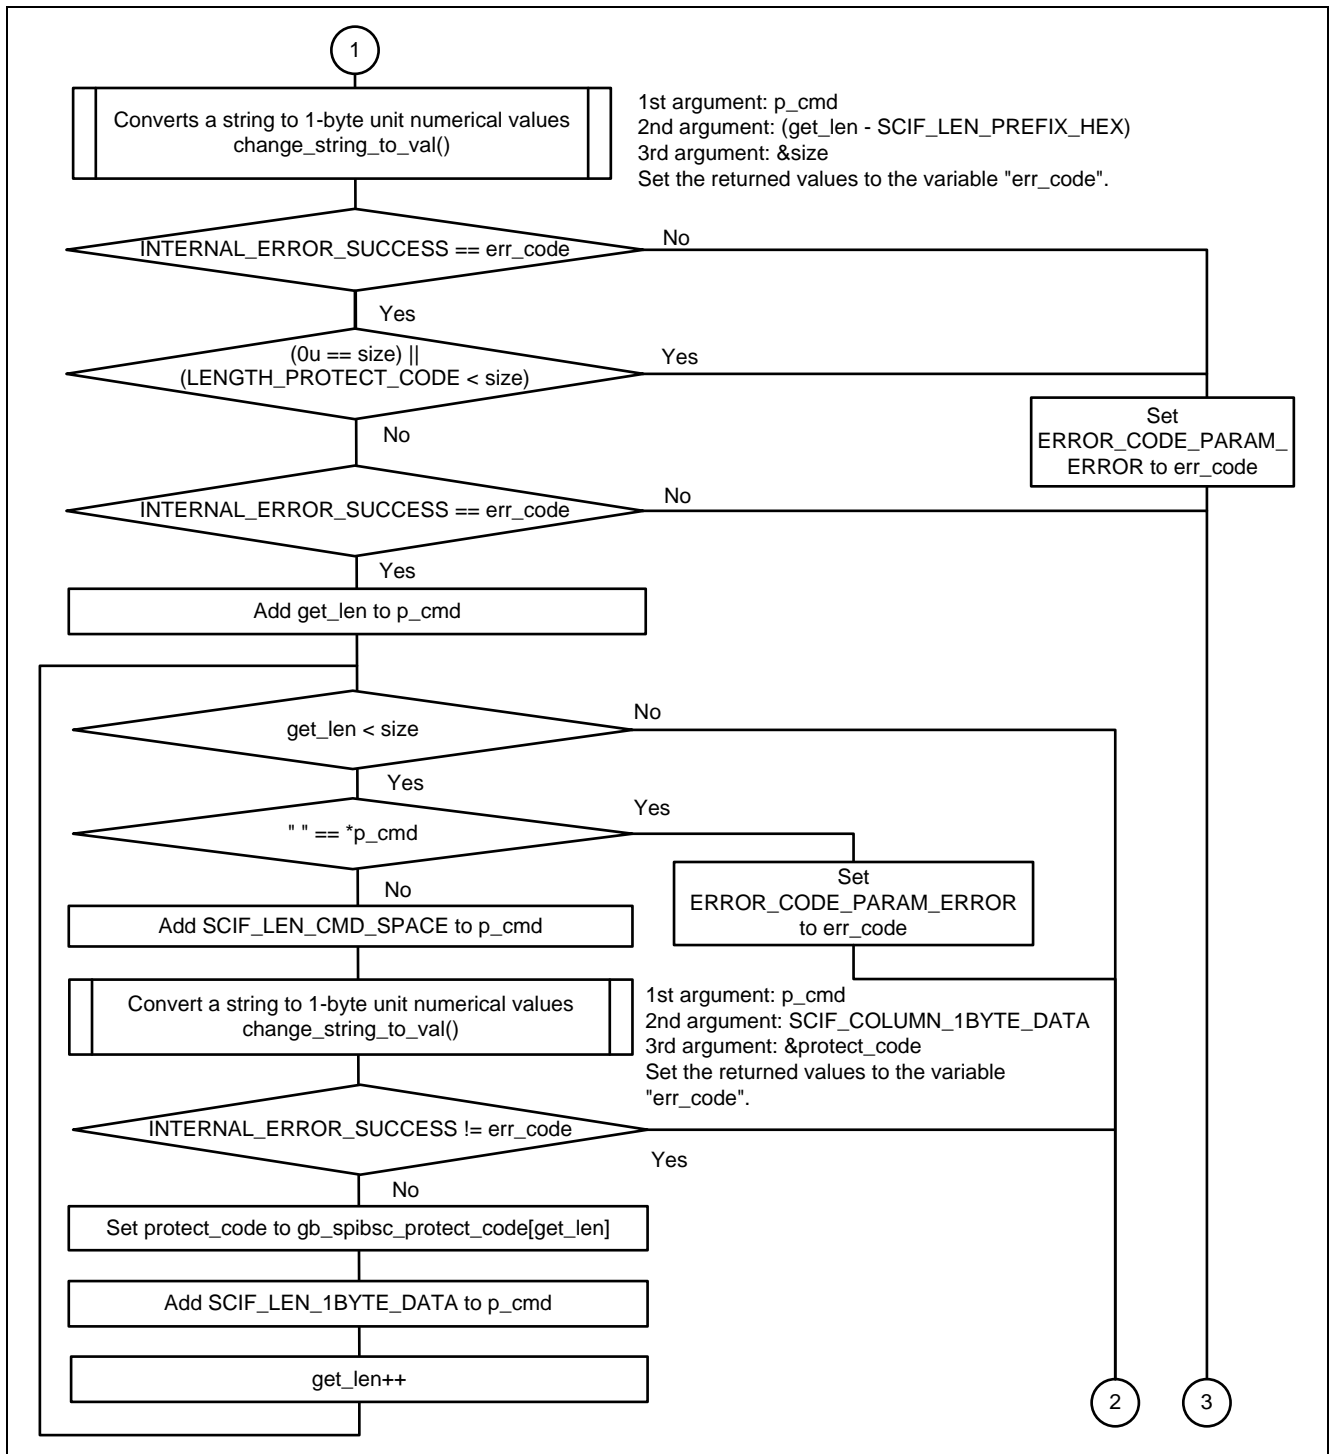 1
Converts a string to 1-byte unit numerical values
change_string_to_val()
1st argument: p_cmd
2nd argument: (get_len - SCIF_LEN_PREFIX_HEX)
3rd argument: &size
Set the returned values to the variable "err_code".
INTERNAL_ERROR_SUCCESS == err_code
No
Yes
(0u == size) ||
(LENGTH_PROTECT_CODE < size)
Yes
No
Set
ERROR_CODE_PARAM_
ERROR to err_code
INTERNAL_ERROR_SUCCESS == err_code
No
Yes
Add get_len to p_cmd
get_len < size
No
Yes
" " == *p_cmd
Yes
No
Set
ERROR_CODE_PARAM_ERROR
to err_code
Add SCIF_LEN_CMD_SPACE to p_cmd
Convert a string to 1-byte unit numerical values
change_string_to_val()
1st argument: p_cmd
2nd argument: SCIF_COLUMN_1BYTE_DATA
3rd argument: &protect_code
Set the returned values to the variable
"err_code".
INTERNAL_ERROR_SUCCESS != err_code
Yes
No
Set protect_code to gb_spibsc_protect_code[get_len]
Add SCIF_LEN_1BYTE_DATA to p_cmd
get_len++
2
3